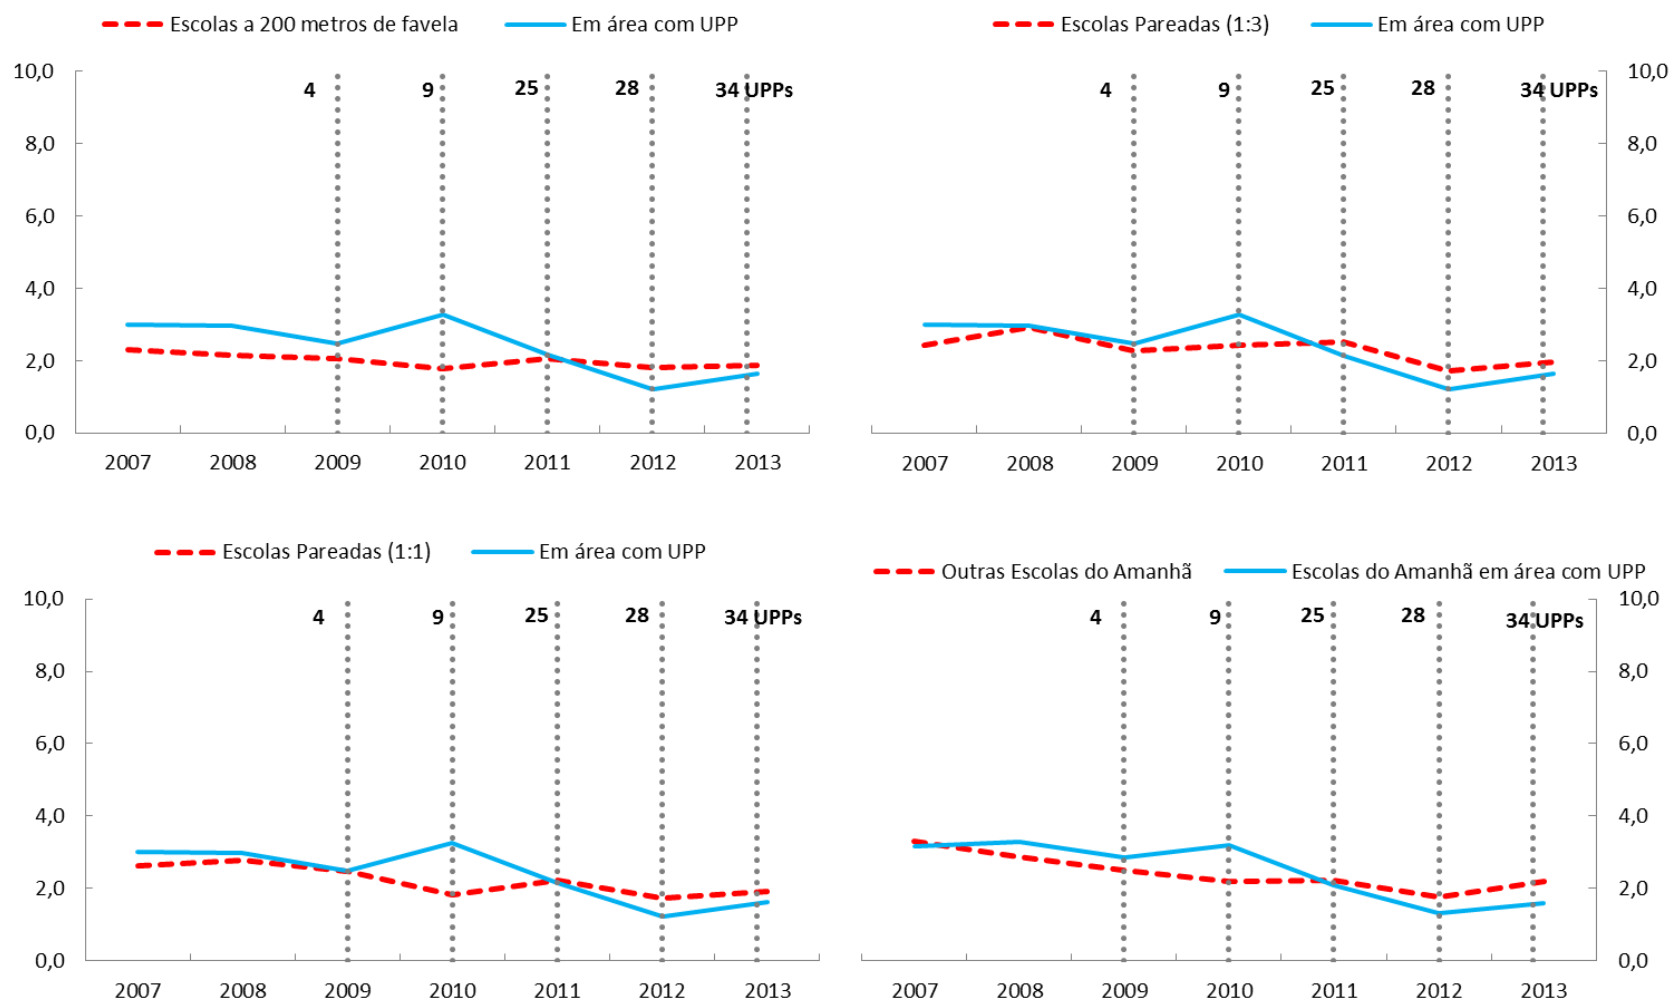 Escolas a 200 metros de favela Em área com UPP
10,0
8,0
6,0
4,0
2,0
0,0
4 9 25 28 34 UPPs
2007 2008 2009 2010 2011 2012 2013
Escolas Pareadas (1:3) Em área com UPP
4 9 25 28 34 UPPs
10,0
8,0
6,0
4,0
2,0
0,0
2007 2008 2009 2010 2011 2012 2013
Escolas Pareadas (1:1) Em área com UPP
10,0
8,0
6,0
4,0
2,0
0,0
4 9 25 28 34 UPPs
2007 2008 2009 2010 2011 2012 2013
Outras Escolas do Amanhã Escolas do Amanhã em área com UPP
4 9 25 28 34 UPPs
10,0
8,0
6,0
4,0
2,0
0,0
2007 2008 2009 2010 2011 2012 2013